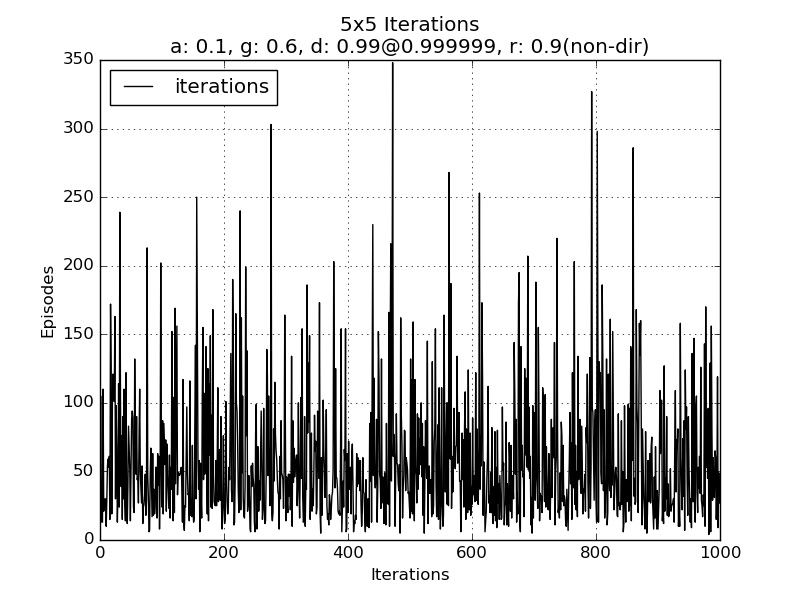 5x5 Iterations
a: 0.1, g: 0.6, d: 0.99@0.999999, r: 0.9(non-dir)
350
iterations
300
250
200
Episodes
150
100
50
0
0 200 400 600 800 1000
Iterations